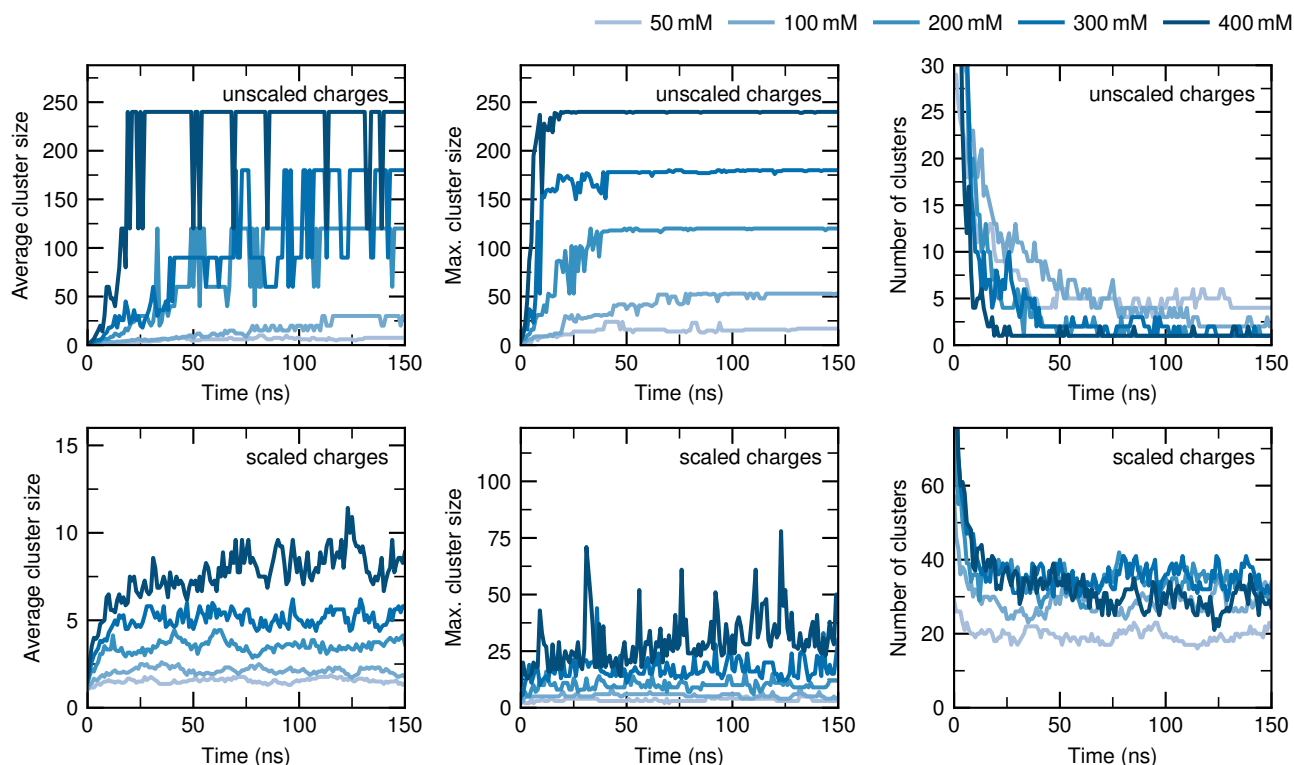 50 mM 100 mM 200 mM 300 mM 400 mM
unscaled charges
Average cluster size
250
200
150
100
50
0
0 50 100 150
Time (ns)
unscaled charges
Max. cluster size
250
200
150
100
50
0
0 50 100 150
Time (ns)
unscaled charges
Number of clusters
30
25
20
15
10
5
0
0 50 100 150
Time (ns)
scaled charges
Average cluster size
15
10
5
0
0 50 100 150
Time (ns)
scaled charges
Max. cluster size
100
75
50
25
0
0 50 100 150
Time (ns)
scaled charges
Number of clusters
60
40
20
0
0 50 100 150
Time (ns)